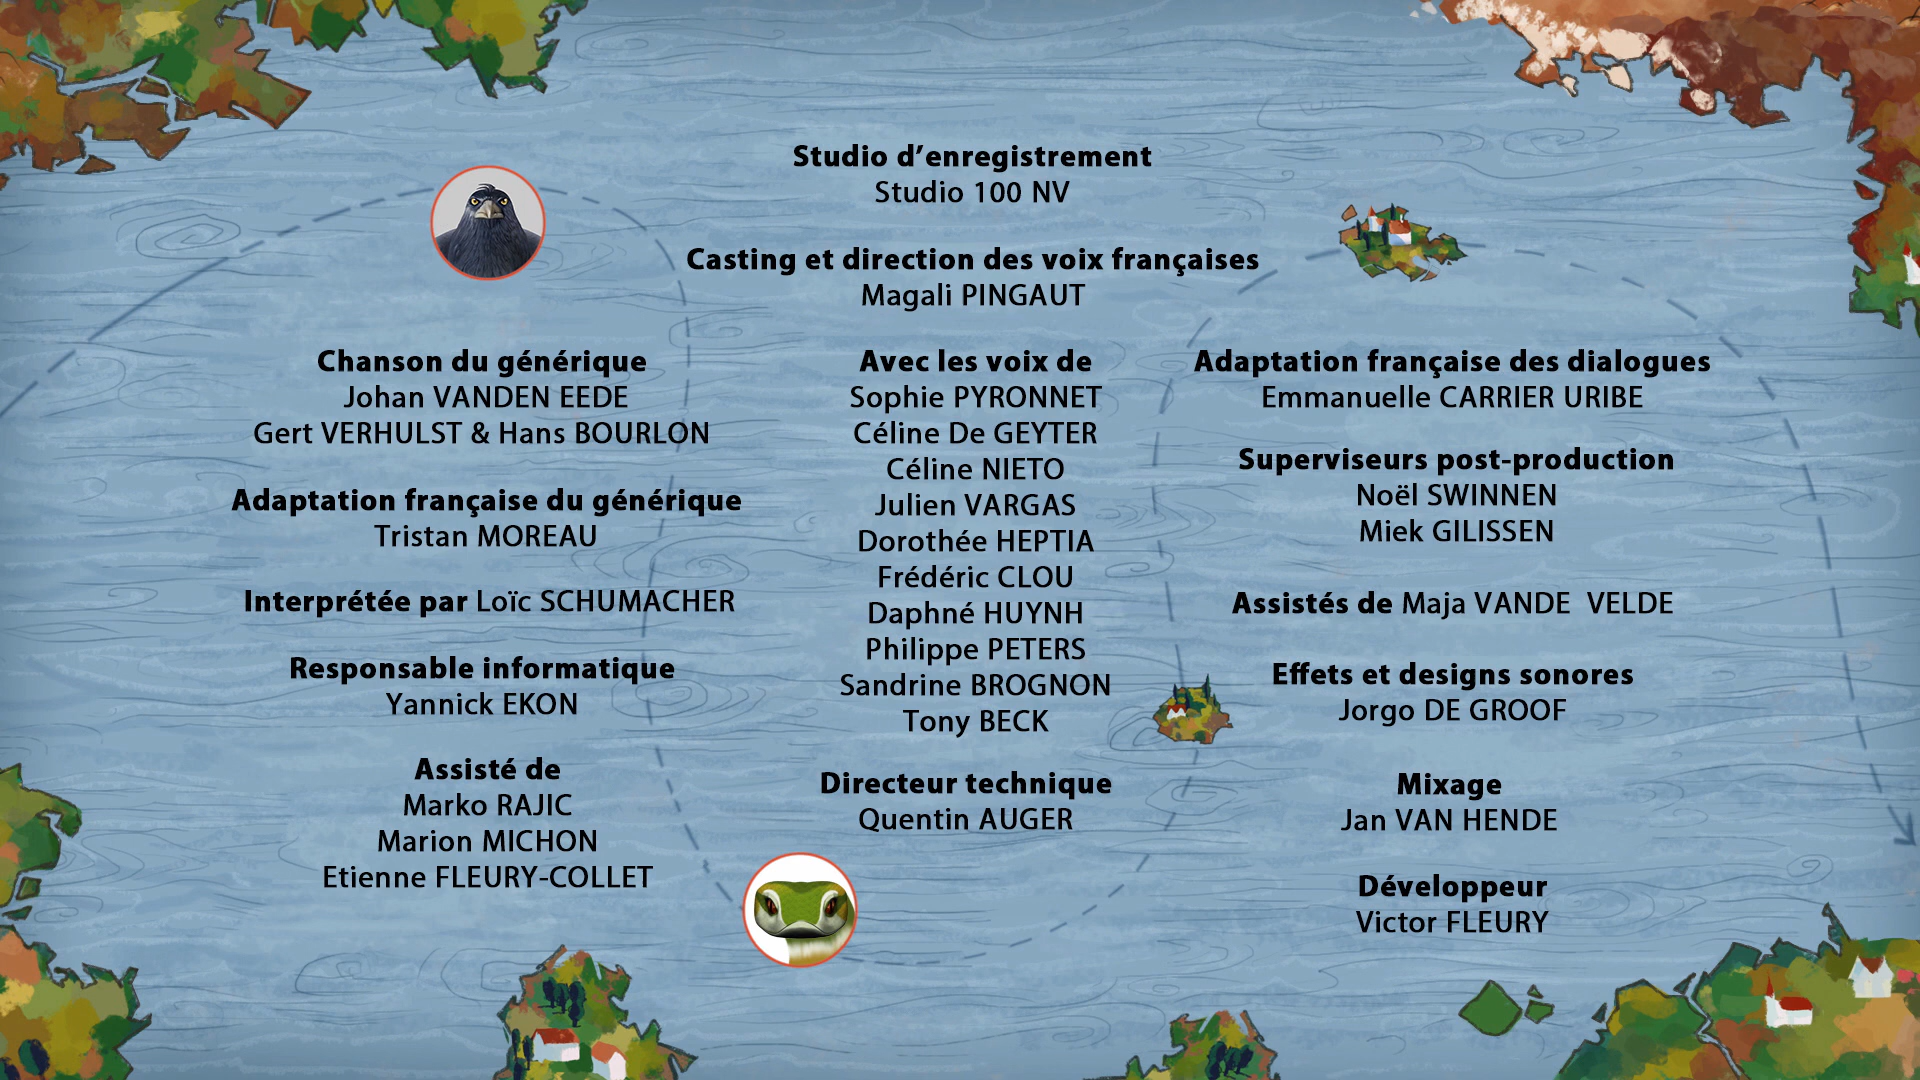 Studio d’enregistrement
Studio 100 NV
Casting et direction des voix françaises
Magali PINGAUT
Chanson du générique
Johan VANDEN EEDE
Gert VERHULST & Hans BOURLON
Adaptation française du générique
Tristan MOREAU
Interprétée par Loïc SCHUMACHER
Responsable informatique
Yannick EKON
Assisté de
Marko RAJIC
Marion MICHON
Etienne FLEURY-COLLET
Avec les voix de
Sophie PYRONNET
Céline De GEYTER
Céline NIETO
Julien VARGAS
Dorothée HEPTIA
Frédéric CLOU
Daphné HUYNH
Philippe PETERS
Sandrine BROGNON
Tony BECK
Directeur technique
Quentin AUGER
Adaptation française des dialogues
Emmanuelle CARRIER URIBE
Superviseurs post-production
Noël SWINNEN
Miek GILISSEN
Assistés de Maja VANDE  VELDE
Effets et designs sonores
Jorgo DE GROOF
Mixage
Jan VAN HENDE
Développeur
Victor FLEURY